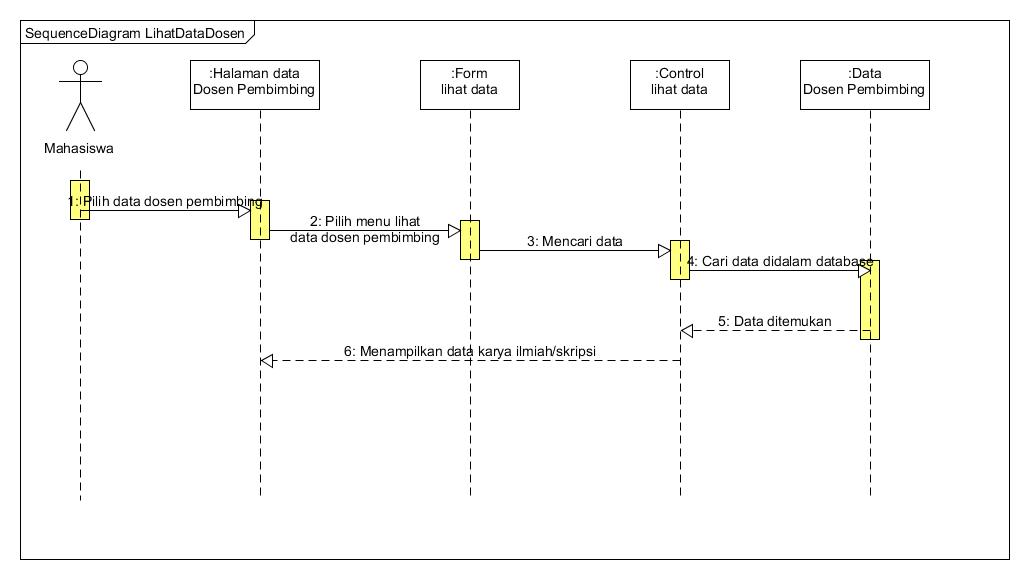 SequenceDiagram LihatDataDosen
:Halaman data
Dosen Pembimbing
:Form
lihat data
:Control
lihat data
:Data
Dosen Pembimbing
Mahasiswa
1: Pilih data dosen pembimbing
2: Pilih menu lihat
data dosen pembimbing
3: Mencari data
4: Cari data didalam database
5: Data ditemukan
6: Menampilkan data karya ilmiah/skripsi